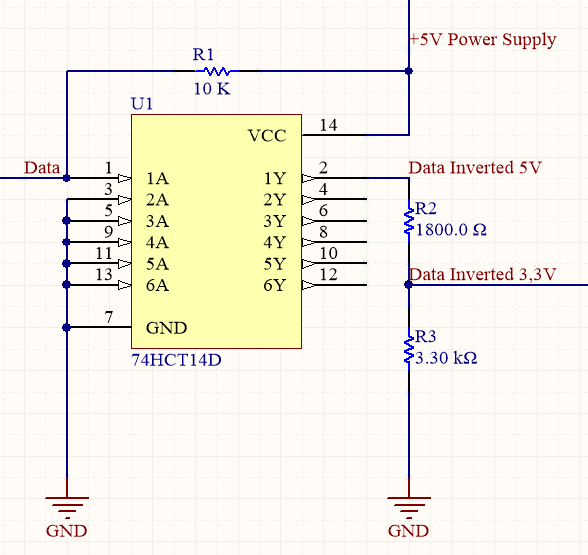 +5V Power Supply
R1
10 K
U1
VCC
14
Data
1
1A
1Y
2
Data Inverted 5V
3
2A
2Y
4
5
3A
3Y
6
R2
1800.0 Ω
9
4A
4Y
8
11
5A
5Y
10
13
6A
6Y
12
Data Inverted 3,3V
7
GND
R3
3.30 kΩ
74HCT14D
GND
GND